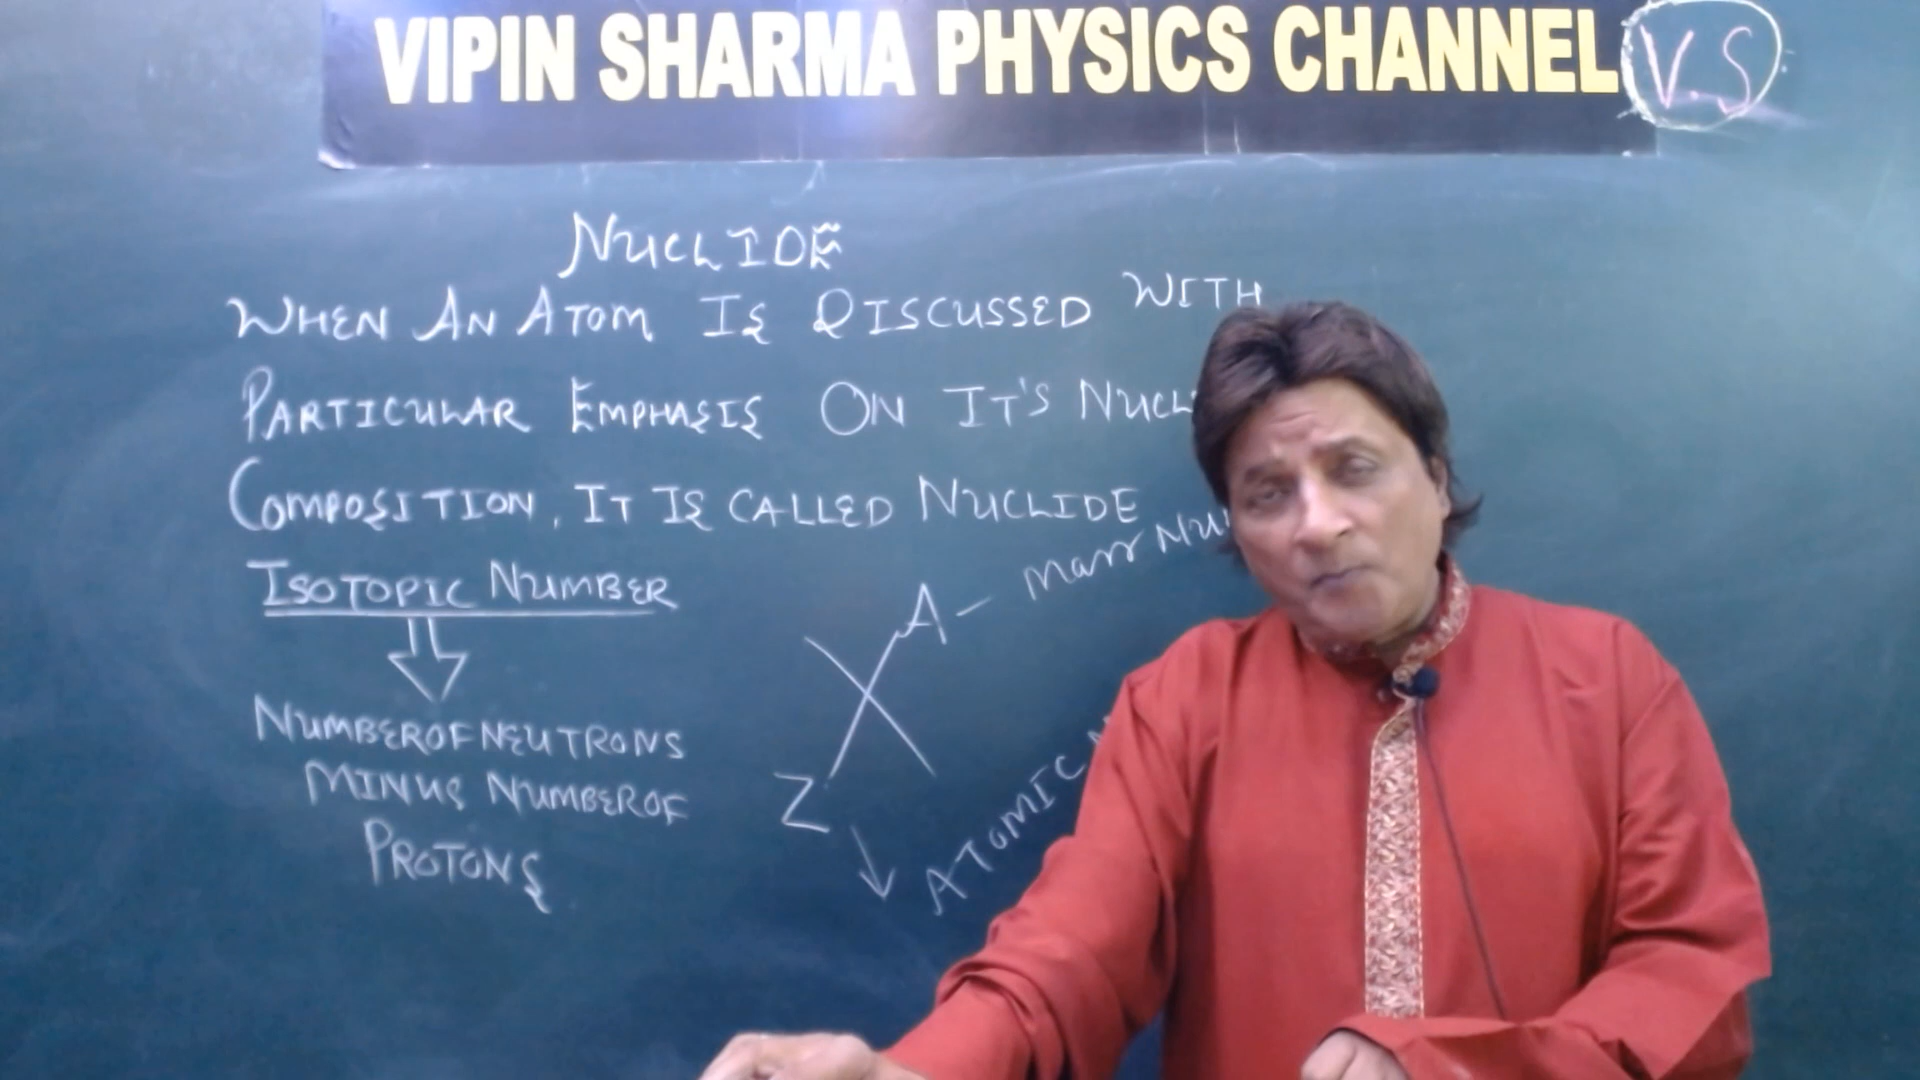 VIPIN SHARMA PHYSICS CHANNEL V.S
NUCLIDE
WHEN AN ATOM IS DISCUSSED WITH
PARTICULAR EMPHASIS ON IT'S
COMPOSITION, IT IS CALLED NUCLIDE
ISOTOPIC NUMBER
A - Mass
X
Z
ATOMIC
NUMBER OF NEUTRONS
MINUS NUMBER OF
PROTONS